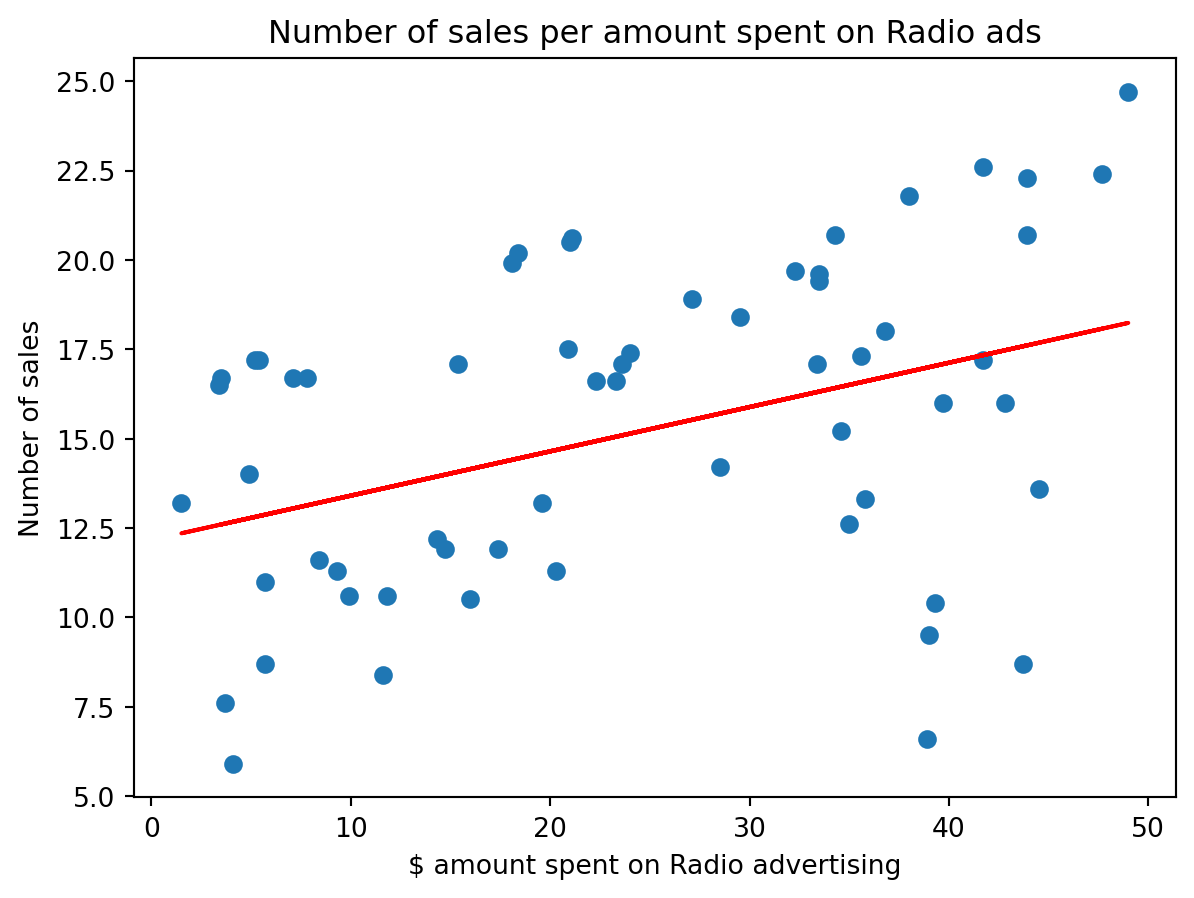 Number of sales per amount spent on Radio ads
25.0
22.5
20.0
17.5
15.0
12.5
10.0
7.5
5.0
Number of sales
0 10 20 30 40 50
$ amount spent on Radio advertising